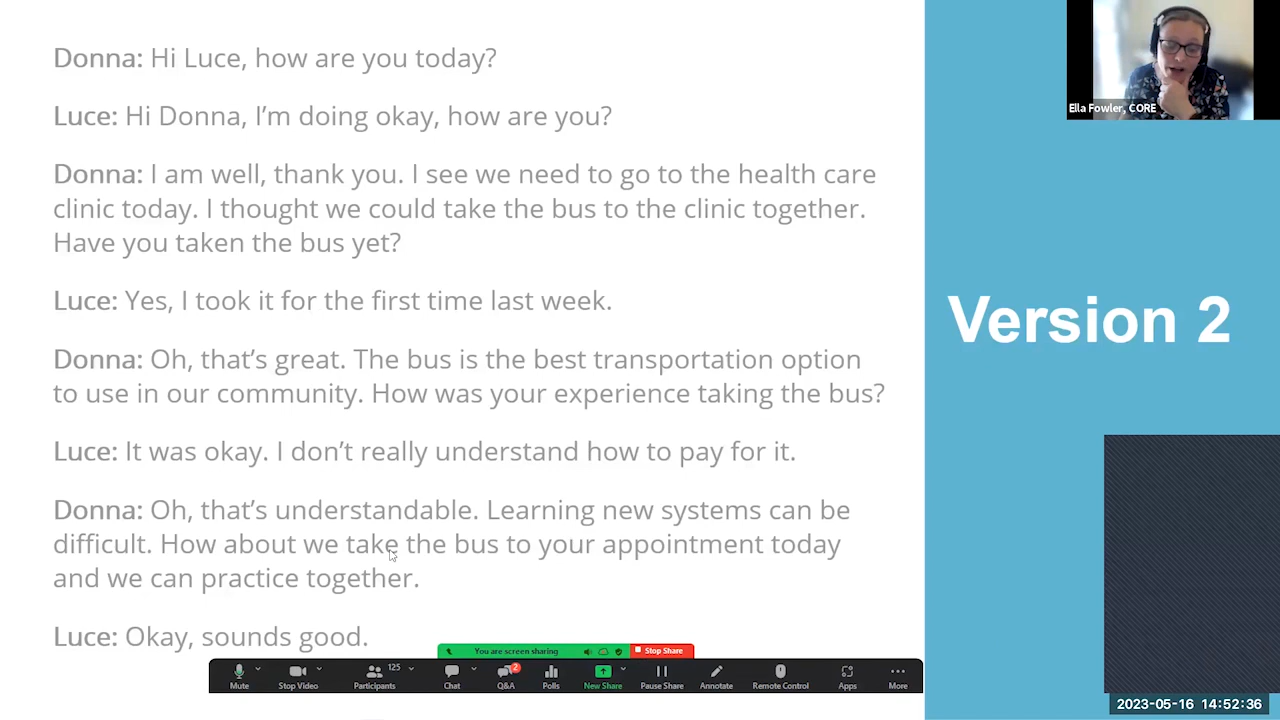 Donna: Hi Luce, how are you today?
Luce: Hi Donna, I’m doing okay, how are you?
Donna: I am well, thank you. I see we need to go to the health care
clinic today. I thought we could take the bus to the clinic together.
Have you taken the bus yet?
Luce: Yes, I took it for the first time last week.
Donna: Oh, that’s great. The bus is the best transportation option
to use in our community. How was your experience taking the bus?
Luce: It was okay. I don’t really understand how to pay for it.
Donna: Oh, that’s understandable. Learning new systems can be
difficult. How about we take the bus to your appointment today
and we can practice together.
Luce: Okay, sounds good.
Version 2
Ella Fowler, CORE
You are screen sharing
Stop Share
Mute
Stop Video
125
Participants
Chat
2
Q&A
Polls
New Share
Pause Share
Annotate
Remote Control
Apps
More
2023-05-16 14:52:36